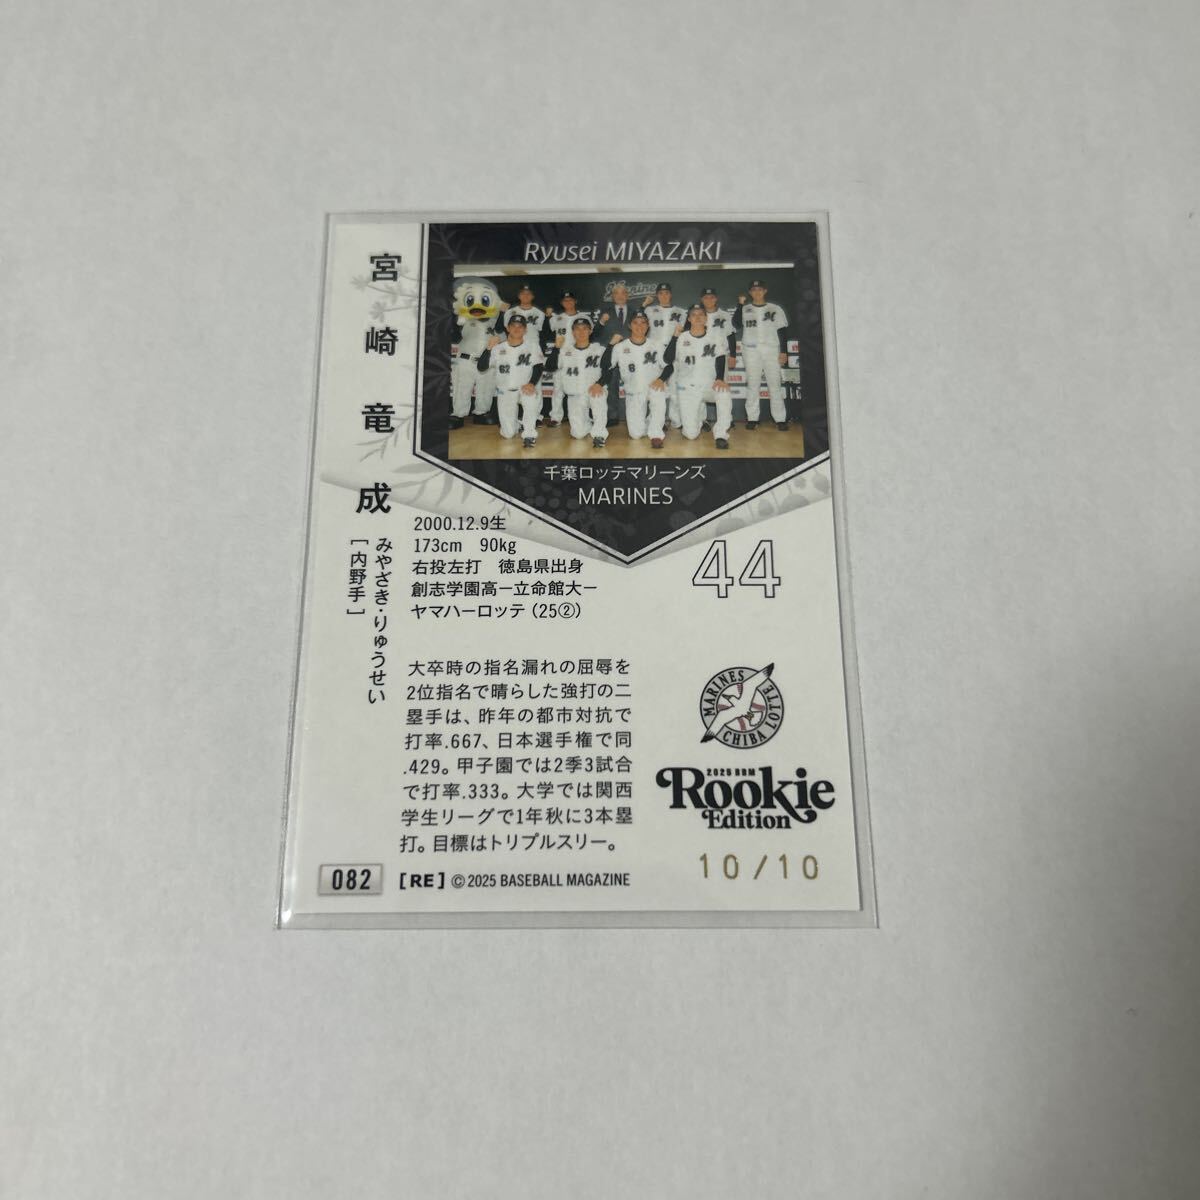 Ryusei MIYAZAKI
宮崎竜成
みやざき・りゅうせい
［内野手］
Marines
62
44
6
41
49
64
132
千葉ロッテマリーンズ
MARINES
2000.12.9生
173cm 90kg
右投左打 徳島県出身
創志学園高ー立命館大ー
ヤマハーロッテ（25②）
44
大卒時の指名漏れの屈辱を
2位指名で晴らした強打の二
塁手は、昨年の都市対抗で
打率.667、日本選手権で同
.429。甲子園では2季3試合
で打率.333。大学では関西
学生リーグで1年秋に3本塁
打。目標はトリプルスリー。
MARINES
CHIBA LOTTE
2025 BBM
Rookie
Edition
10/10
082
[RE] ©2025 BASEBALL MAGAZINE